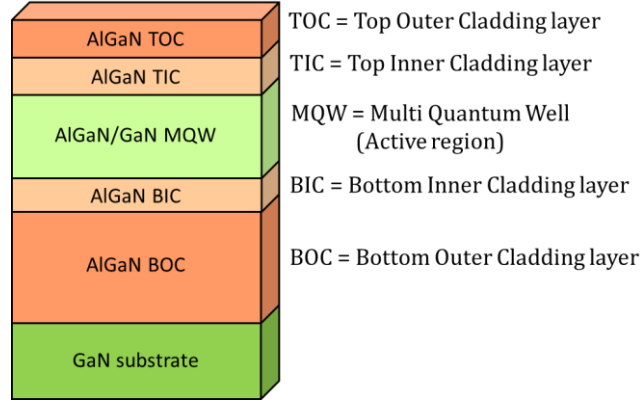 AlGaN TOC
TOC = Top Outer Cladding layer
AlGaN TIC
TIC = Top Inner Cladding layer
AlGaN/GaN MQW
MQW = Multi Quantum Well
(Active region)
AlGaN BIC
BIC = Bottom Inner Cladding layer
AlGaN BOC
BOC = Bottom Outer Cladding layer
GaN substrate